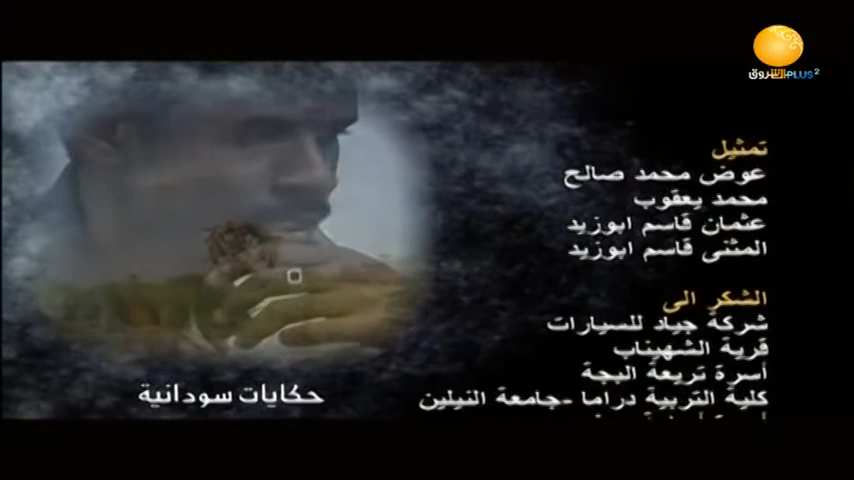 الشروق PLUS²
تمثيل
عوض محمد صالح
محمد يعقوب
عثمان قاسم ابوزيد
المثنى قاسم ابوزيد
الشكر الى
شركة جياد للسيارات
قرية الشهيناب
اسرة تريعة البجة
كلية التربية دراما -جامعة النيلين
حكايات سودانية